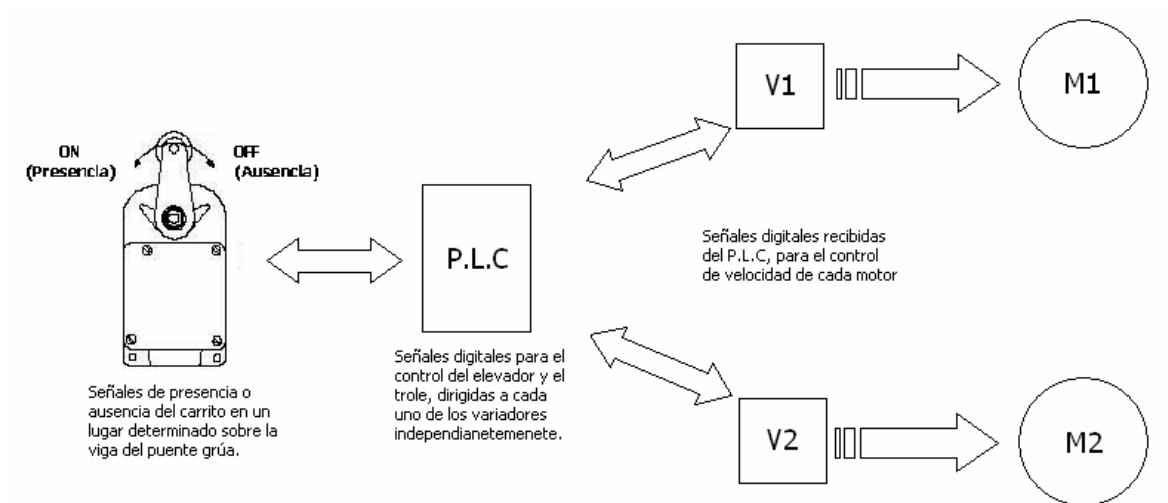 ON
(Presencia)
OFF
(Ausencia)
Señales de presencia o
ausencia del carrito en un
lugar determinado sobre la
viga del puente grúa.
P.L.C
Señales digitales para el
control del elevador y el
trole, dirigidas a cada
uno de los variadores
independianetemenete.
V1
M1
Señales digitales recibidas
del P.L.C, para el control
de velocidad de cada motor
V2
M2